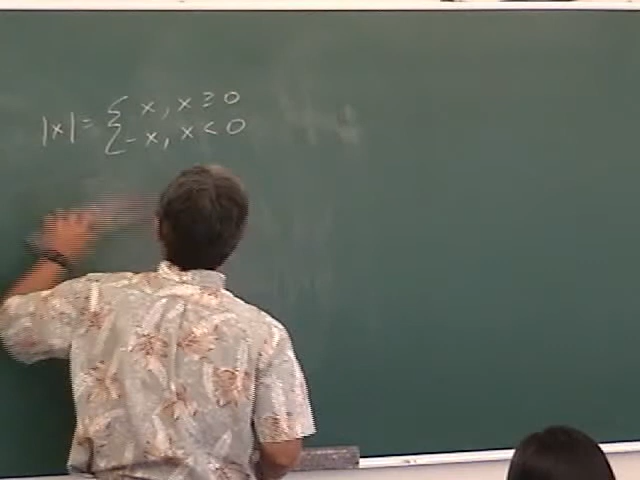 |x| = { x, x ≥ 0
-x, x < 0